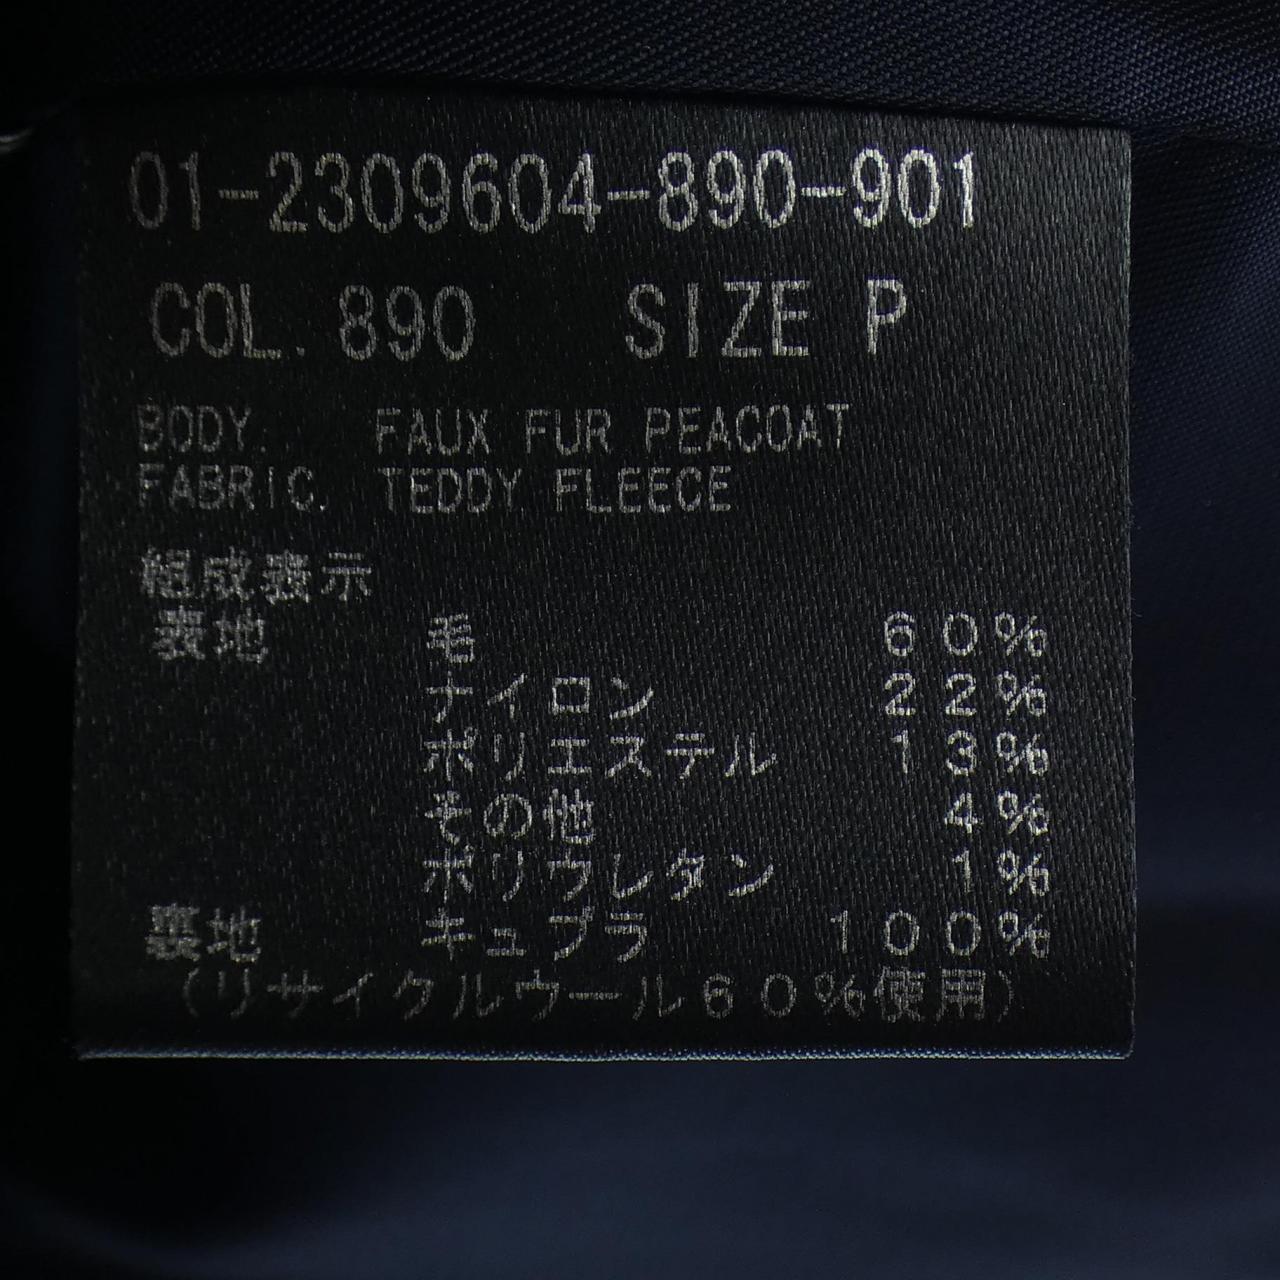 01-2309604-890-901
COL. 890 SIZE P
BODY. FAUX FUR PEACOAT
FABRIC. TEDDY FLEECE
組成表示
表地 毛 60%
ナイロン 22%
ポリエステル 13%
その他 4%
ポリウレタン 1%
裏地 キュプラ 100%
(リサイクルウール60%使用)